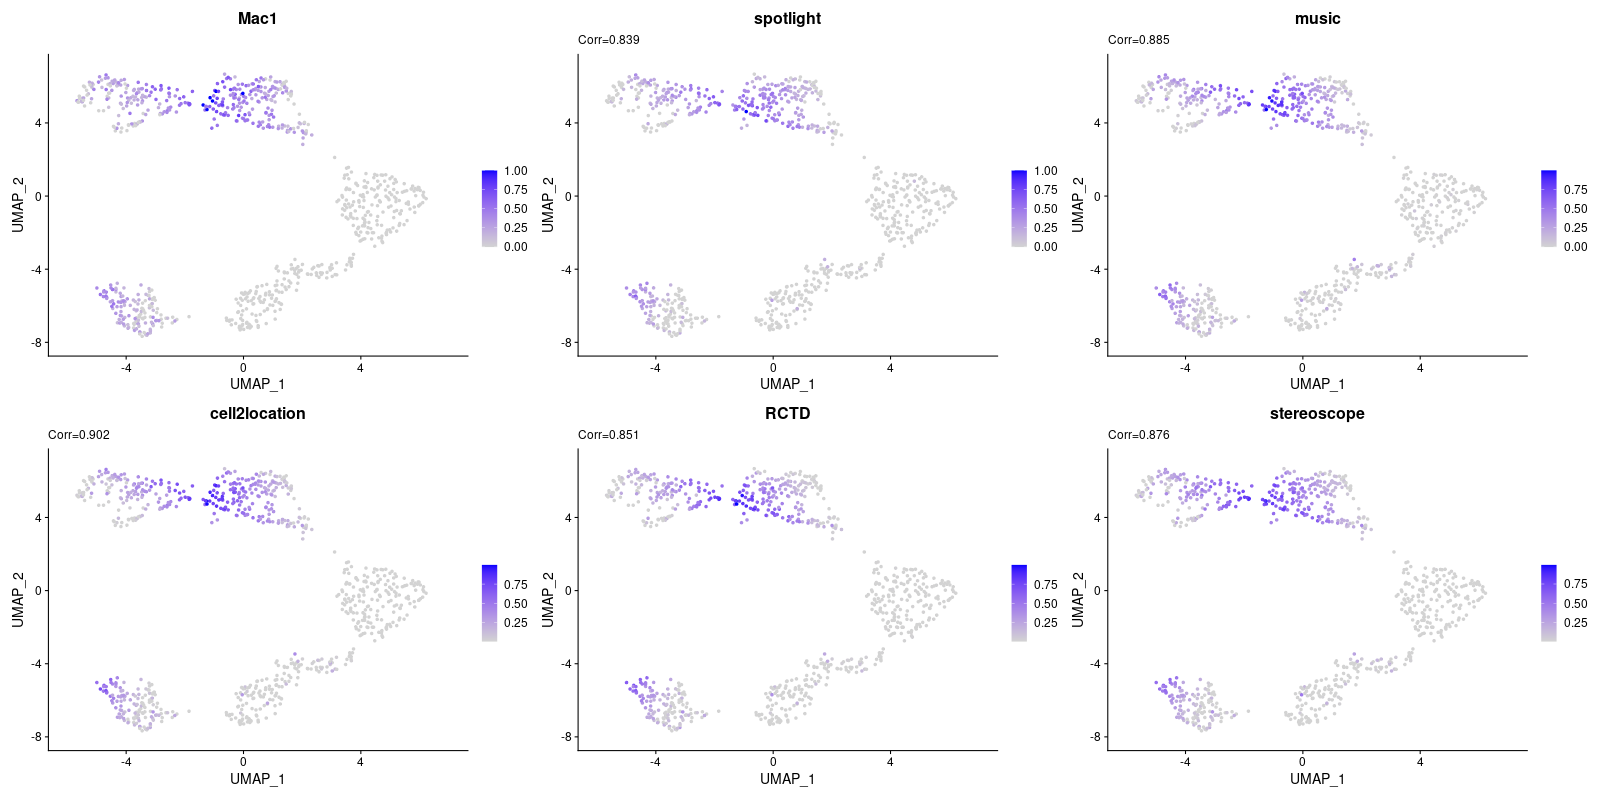 Mac1
UMAP_2
4
0
-4
-8
-4
0
4
UMAP_1
1.00
0.75
0.50
0.25
0.00
spotlight
Corr=0.839
UMAP_2
4
0
-4
-8
-4
0
4
UMAP_1
1.00
0.75
0.50
0.25
0.00
music
Corr=0.885
UMAP_2
4
0
-4
-8
-4
0
4
UMAP_1
0.75
0.50
0.25
0.00
cell2location
Corr=0.902
UMAP_2
4
0
-4
-8
-4
0
4
UMAP_1
0.75
0.50
0.25
RCTD
Corr=0.851
UMAP_2
4
0
-4
-8
-4
0
4
UMAP_1
0.75
0.50
0.25
stereoscope
Corr=0.876
UMAP_2
4
0
-4
-8
-4
0
4
UMAP_1
0.75
0.50
0.25